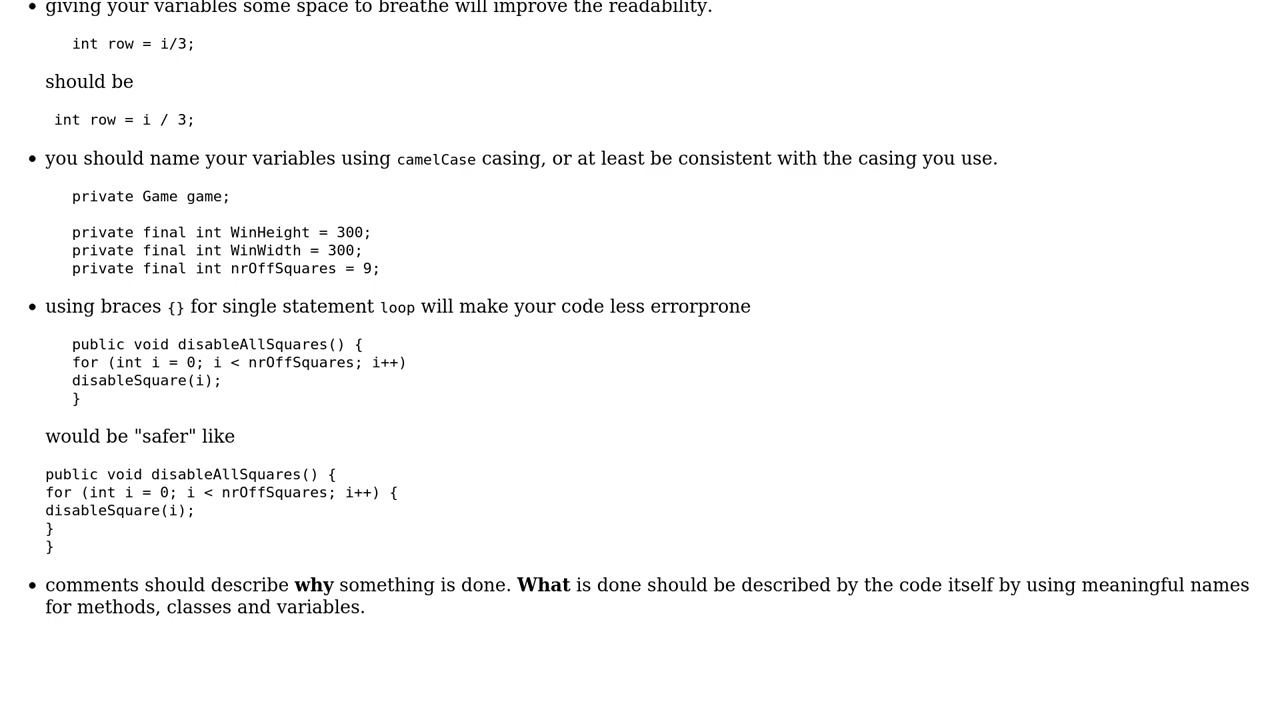 • giving your variables some space to breathe will improve the readability.
int row = i/3;
should be
int row = i / 3;
• you should name your variables using camelCase casing, or at least be consistent with the casing you use.
private Game game;
private final int WinHeight = 300;
private final int WinWidth = 300;
private final int nrOffSquares = 9;
• using braces {} for single statement loop will make your code less errorprone
public void disableAllSquares() {
for (int i = 0; i < nrOffSquares; i++)
disableSquare(i);
}
would be "safer" like
public void disableAllSquares() {
for (int i = 0; i < nrOffSquares; i++) {
disableSquare(i);
}
}
• comments should describe why something is done. What is done should be described by the code itself by using meaningful names
for methods, classes and variables.